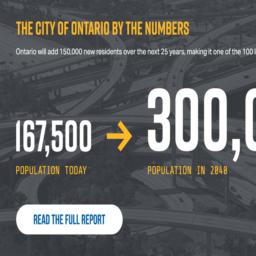 THE CITY OF ONTARIO BY THE NUMBERS
Ontario will add 150,000 new residents over the next 25 years, making it one of the 100 l
167,500 → 300,0
POPULATION TODAY
POPULATION IN 2040
READ THE FULL REPORT